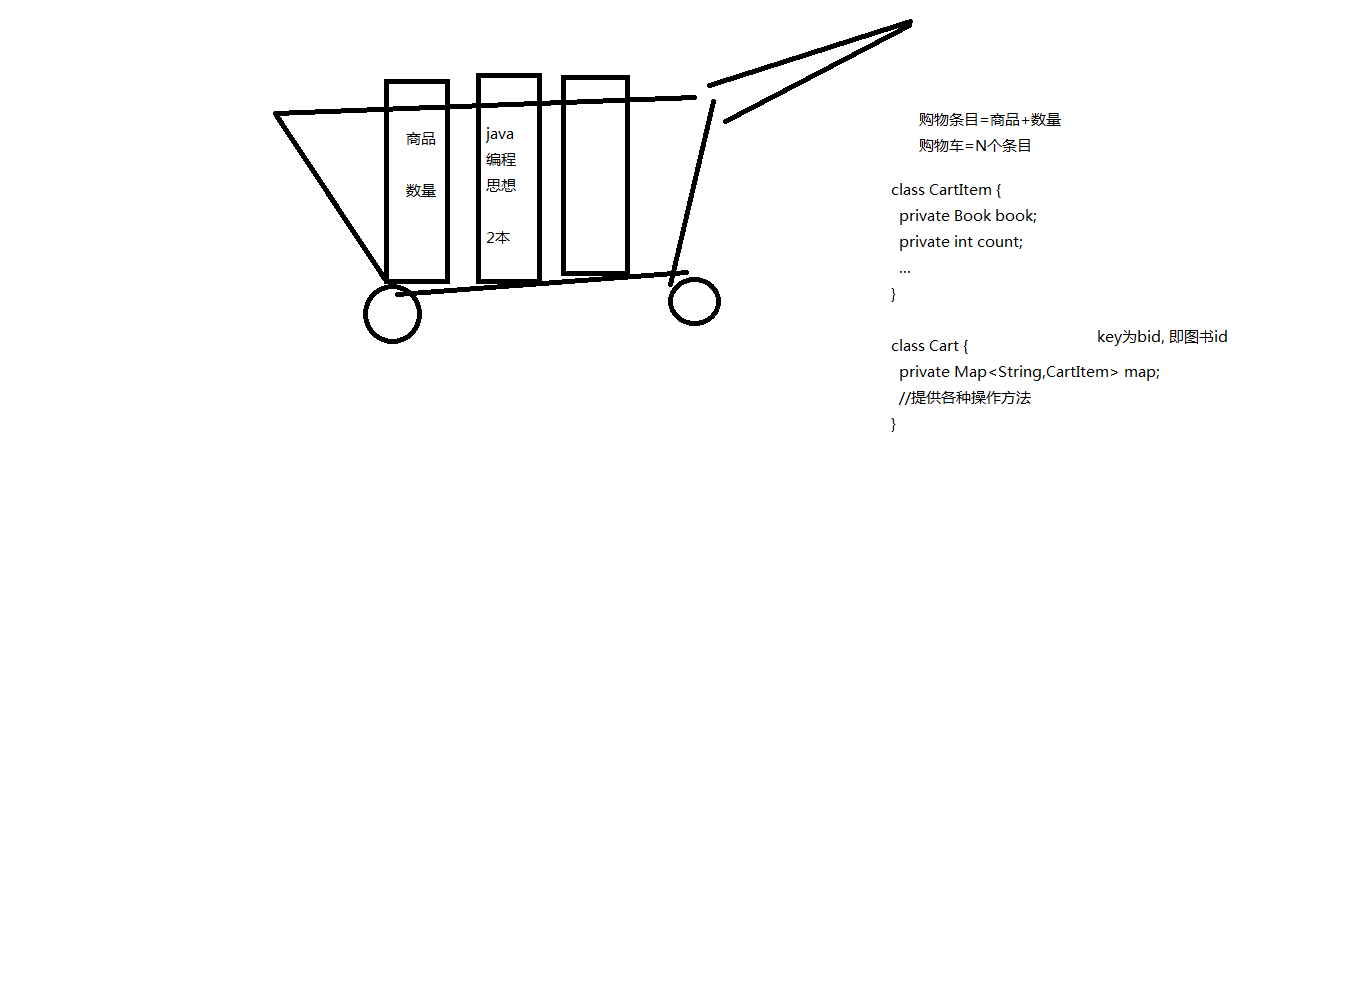 商品
数量
java
编程
思想
2本
购物条目=商品+数量
购物车=N个条目
class CartItem {
private Book book;
private int count;
...
}
key为bid, 即图书id
class Cart {
private Map<String,CartItem> map;
//提供各种操作方法
}